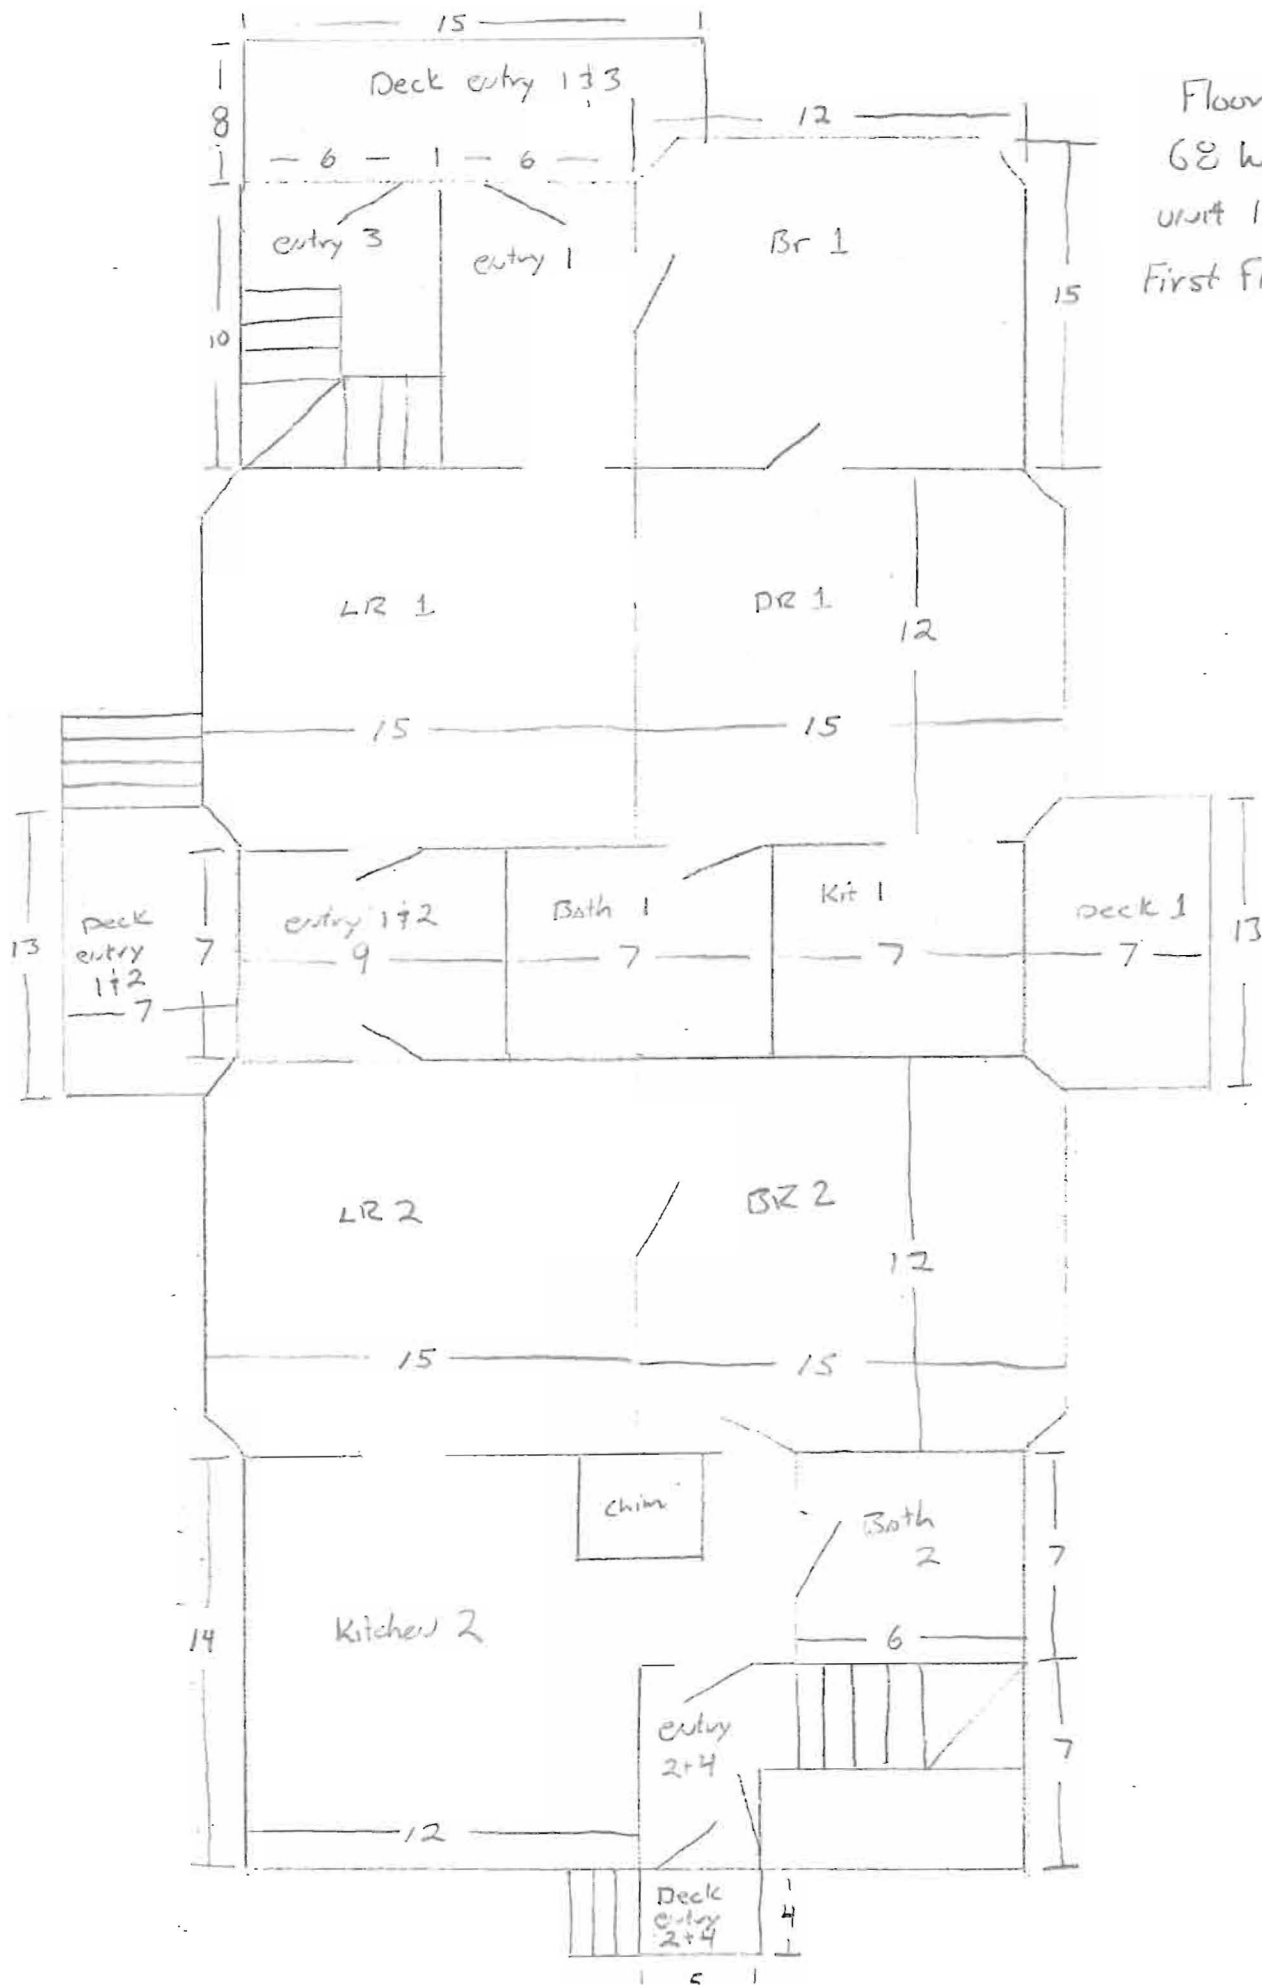 15
Deck entry 1 & 3
8
12
6 6
Floor
68
unit 1
First Fl
entry 3
entry 1
Br 1
10
15
LR 1
DR 1
12
15
15
13
Deck
entry
1+2
7
7
entry 1+2
9
Bath 1
7
Kit 1
7
Deck 1
7
13
LR 2
BR 2
12
15
15
14
chim
Bath
2
7
6
Kitchen 2
entry
2+4
7
12
Deck
entry
2+4
4
5